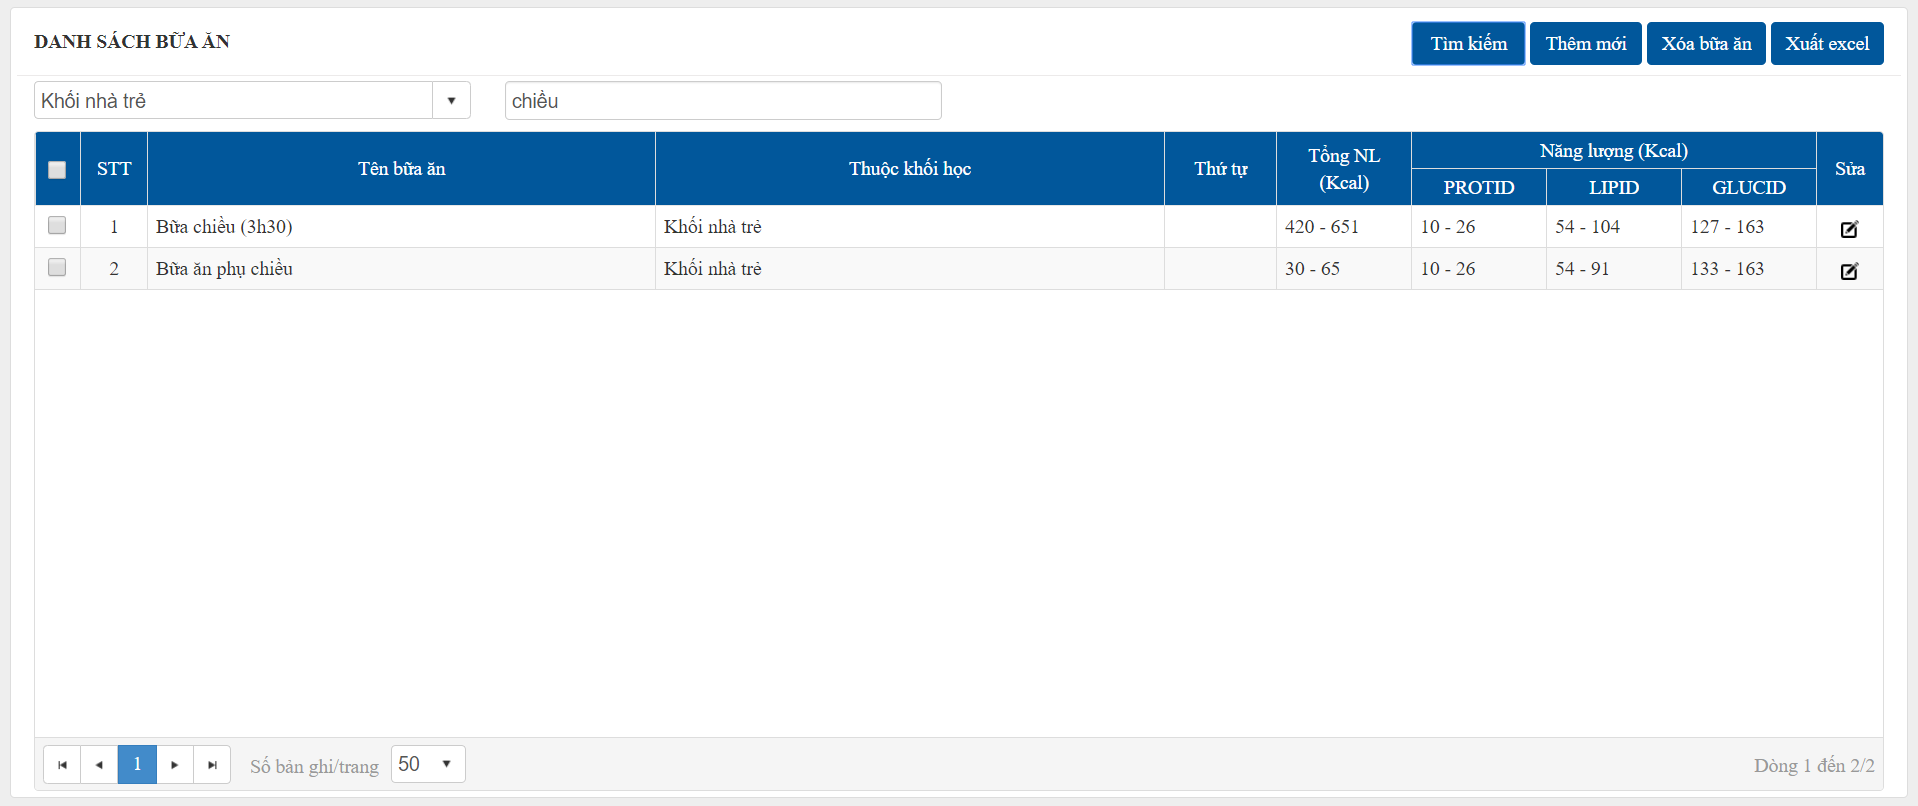 DANH SÁCH BỮA ĂN
Tìm kiếm Thêm mới Xóa bữa ăn Xuất excel
Khối nhà trẻ chiều
STT Tên bữa ăn Thuộc khối học Thứ tự Tổng NL (Kcal) Năng lượng (Kcal) Sửa
PROTID LIPID GLUCID
1 Bữa chiều (3h30) Khối nhà trẻ 420 - 651 10 - 26 54 - 104 127 - 163
2 Bữa ăn phụ chiều Khối nhà trẻ 30 - 65 10 - 26 54 - 91 133 - 163
1 Số bản ghi/trang 50 Dòng 1 đến 2/2